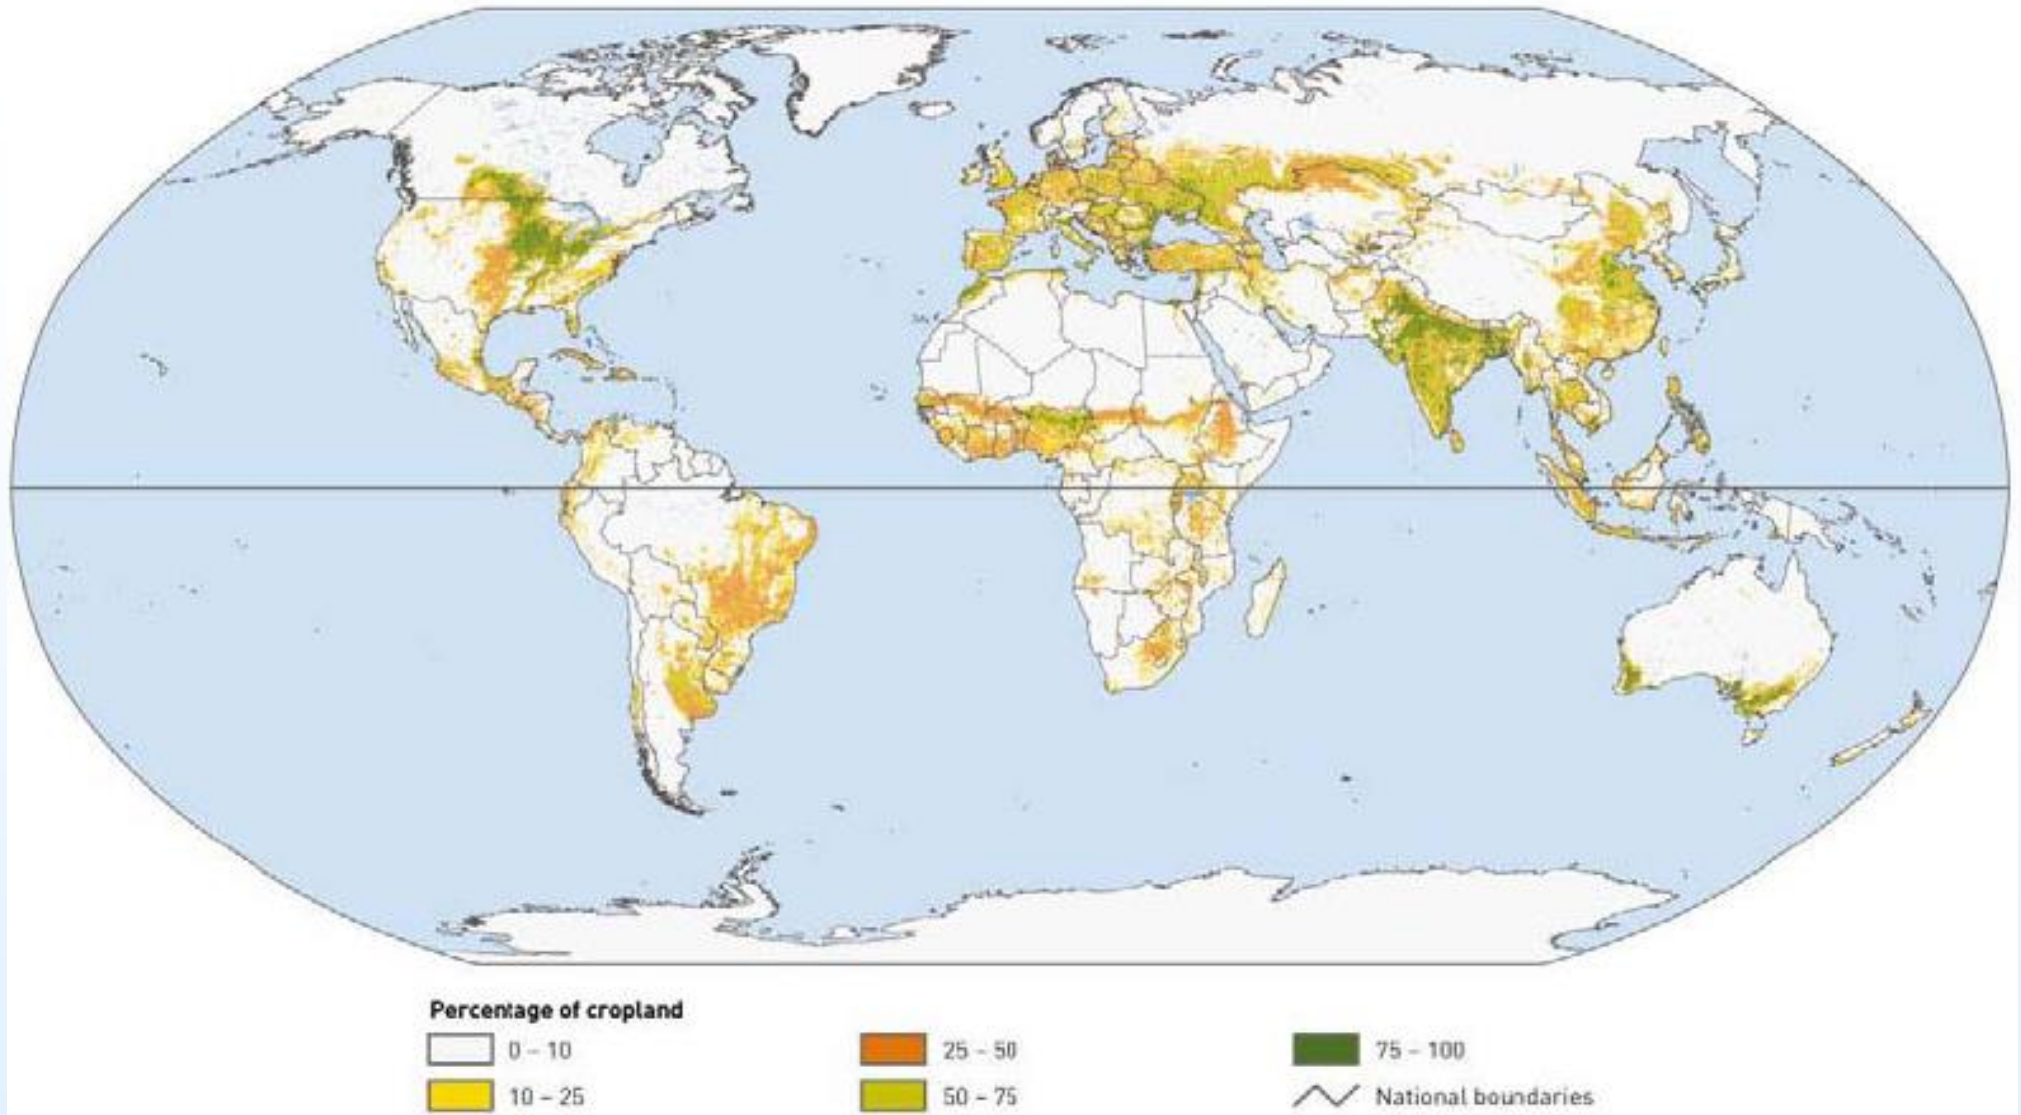 Percentage of cropland
0 – 10
10 – 25
25 – 50
50 – 75
75 – 100
National boundaries